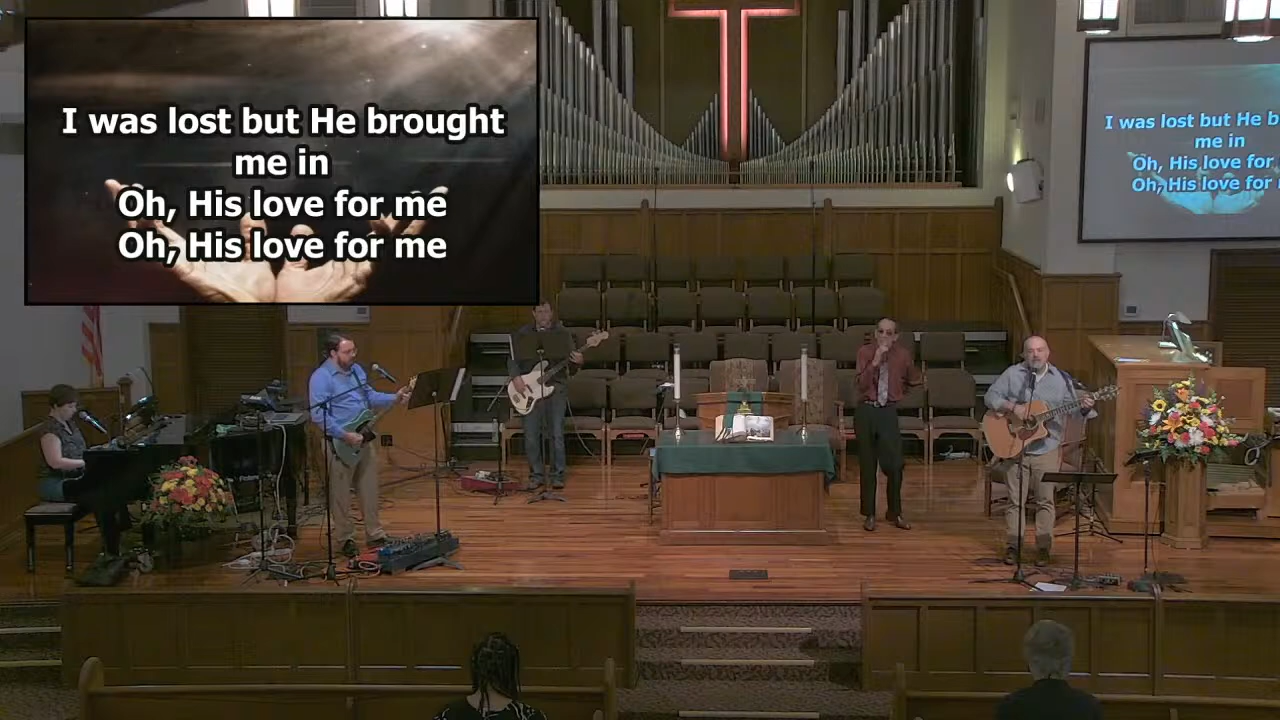 I was lost but He brought
me in
Oh, His love for me
Oh, His love for me
I was lost but He b
me in
Oh, His love for
Oh, His love for